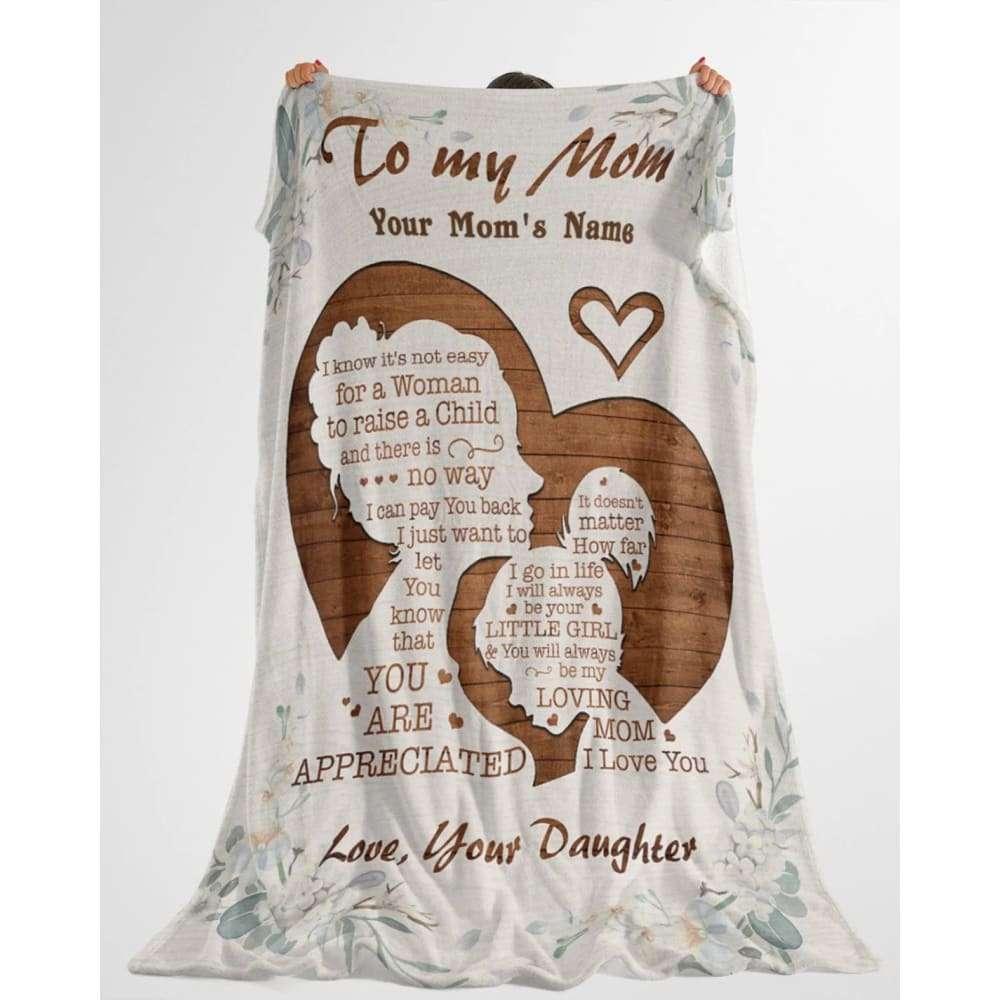 To my Mom
Your Mom's Name
I know it's not easy
for a Woman
to raise a Child
and there is
no way
I can pay You back
I just want to
let
You
know
that
YOU
ARE
APPRECIATED
It doesn't
matter
How far
I go in life
I will always
be your
LITTLE GIRL
& You will always
be my
LOVING
MOM
I Love You
Love, Your Daughter